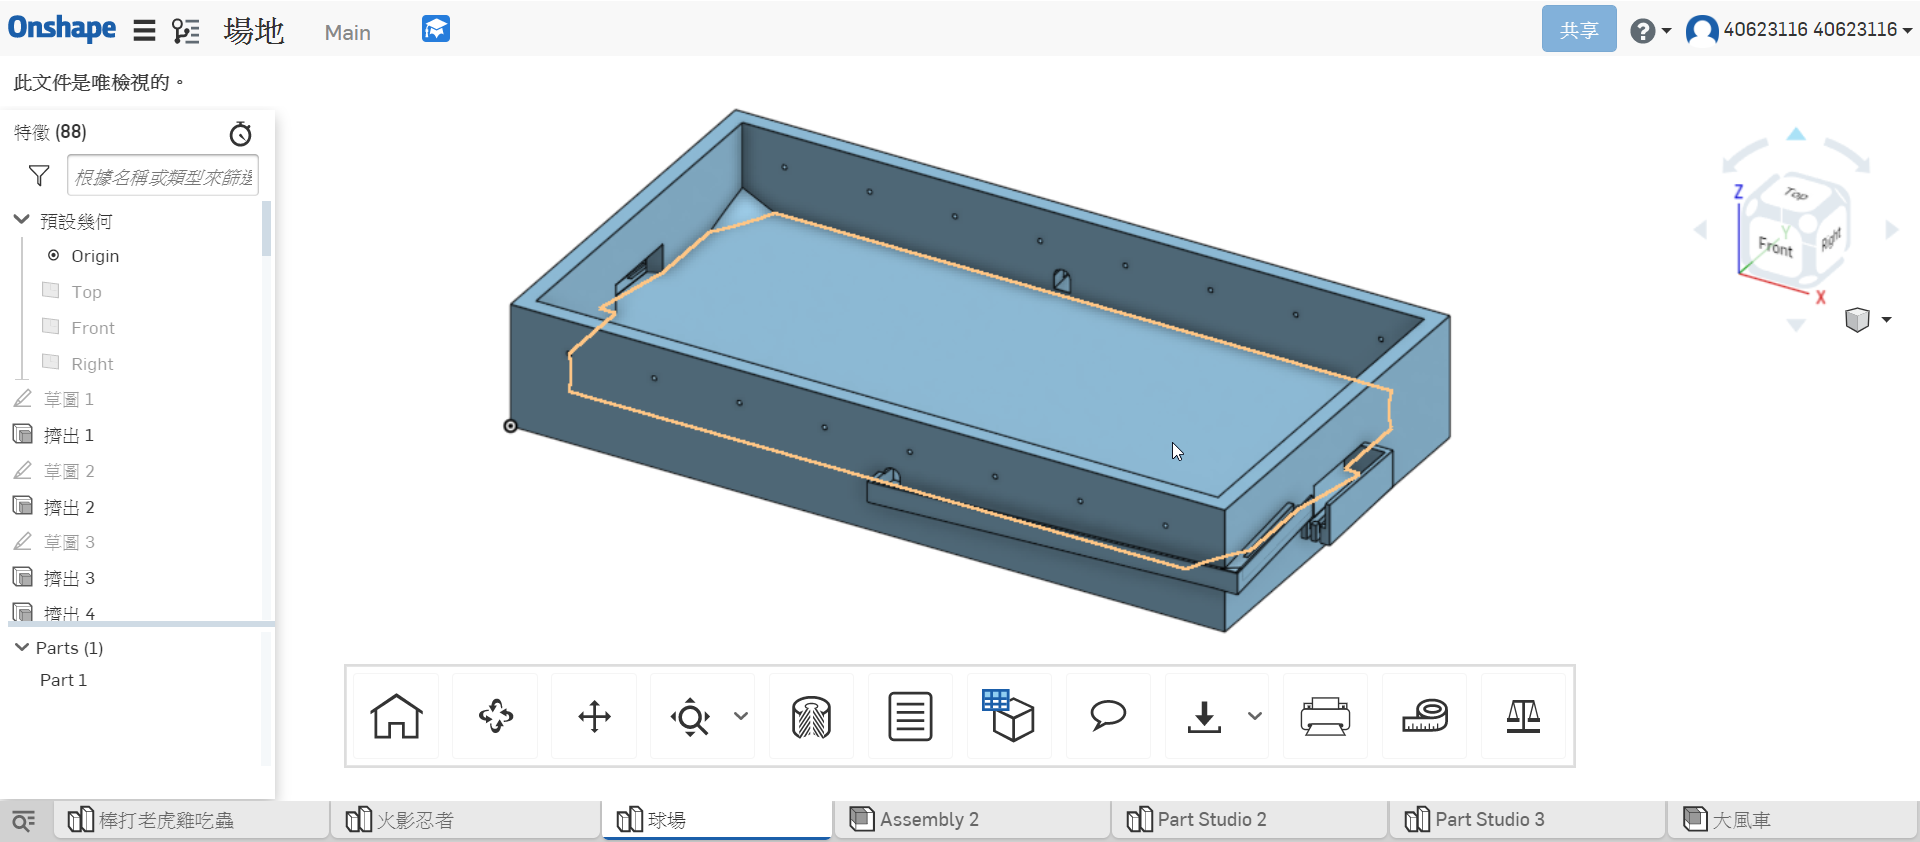 Onshape
場地
Main
共享
40623116 40623116
此文件是唯檢視的。
特徵 (88)
根據名稱或類型來篩選
預設幾何
Origin
Top
Front
Right
草圖 1
擠出 1
草圖 2
擠出 2
草圖 3
擠出 3
擠出 4
Parts (1)
Part 1
Z
Top
Front
Y
Right
X
棒打老虎雞吃蟲
火影忍者
球場
Assembly 2
Part Studio 2
Part Studio 3
大風車